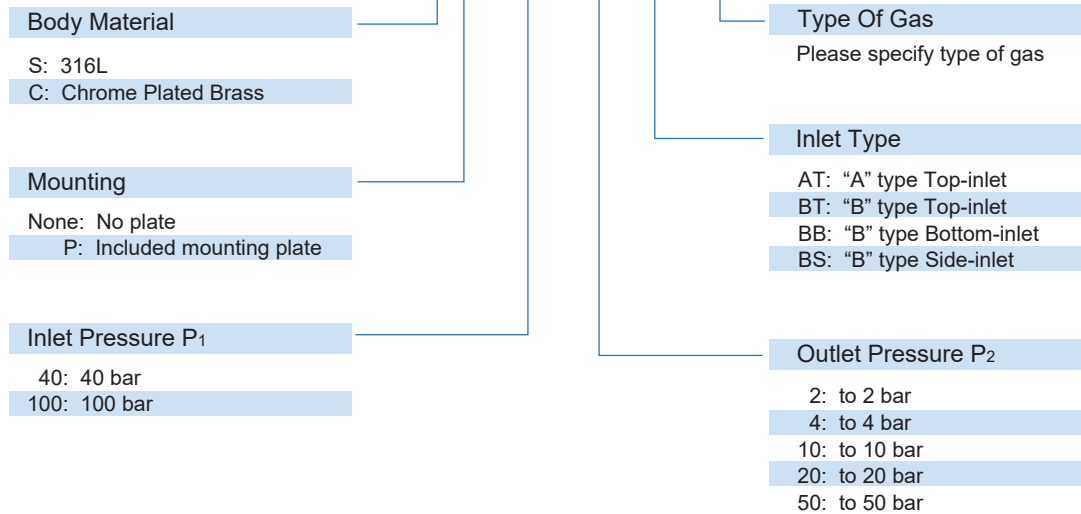 Body Material
S: 316L
C: Chrome Plated Brass
Mounting
None: No plate
P: Included mounting plate
Inlet Pressure P1
40: 40 bar
100: 100 bar
Type Of Gas
Please specify type of gas
Inlet Type
AT: “A” type Top-inlet
BT: “B” type Top-inlet
BB: “B” type Bottom-inlet
BS: “B” type Side-inlet
Outlet Pressure P2
2: to 2 bar
4: to 4 bar
10: to 10 bar
20: to 20 bar
50: to 50 bar